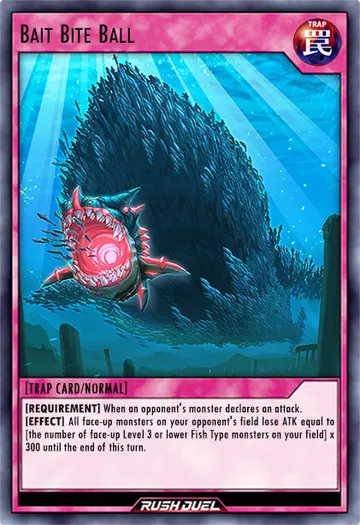 BAIT BITE BALL
TRAP
罠
[TRAP CARD/NORMAL]
[REQUIREMENT] When an opponent's monster declares an attack.
[EFFECT] All face-up monsters on your opponent's field lose ATK equal to
[the number of face-up Level 3 or lower Fish Type monsters on your field] x
300 until the end of this turn.
RUSH DUEL